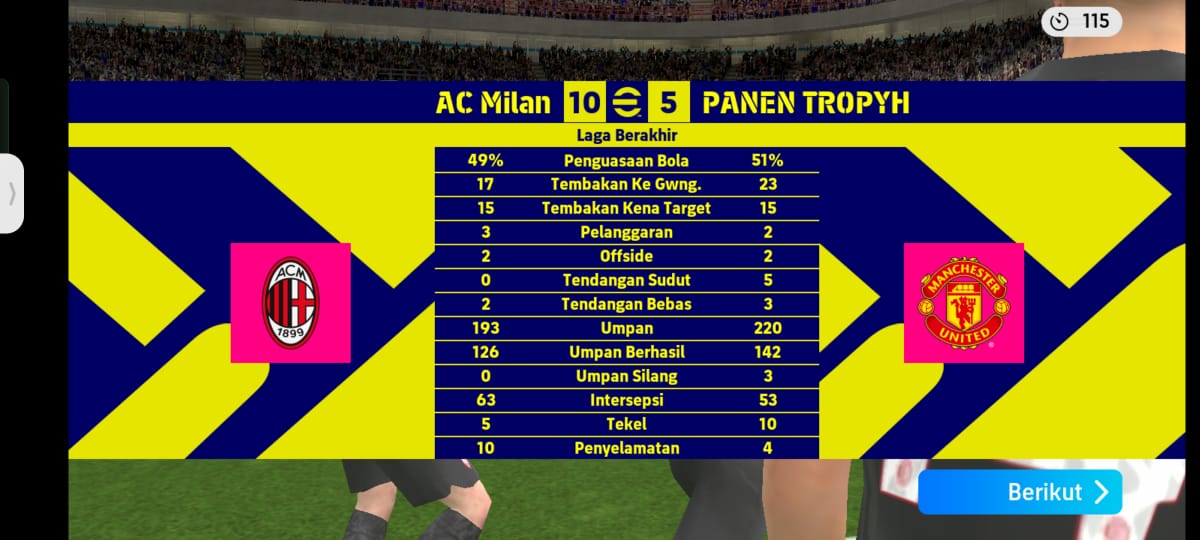 115
AC Milan 10 5 PANEN TROPYH
Laga Berakhir
49% Penguasaan Bola 51%
17 Tembakan Ke Gwng. 23
15 Tembakan Kena Target 15
3 Pelanggaran 2
2 Offside 2
0 Tendangan Sudut 5
2 Tendangan Bebas 3
193 Umpan 220
126 Umpan Berhasil 142
0 Umpan Silang 3
63 Intersepsi 53
5 Tekel 10
10 Penyelamatan 4
ACM
1899
MANCHESTER
UNITED
Berikut